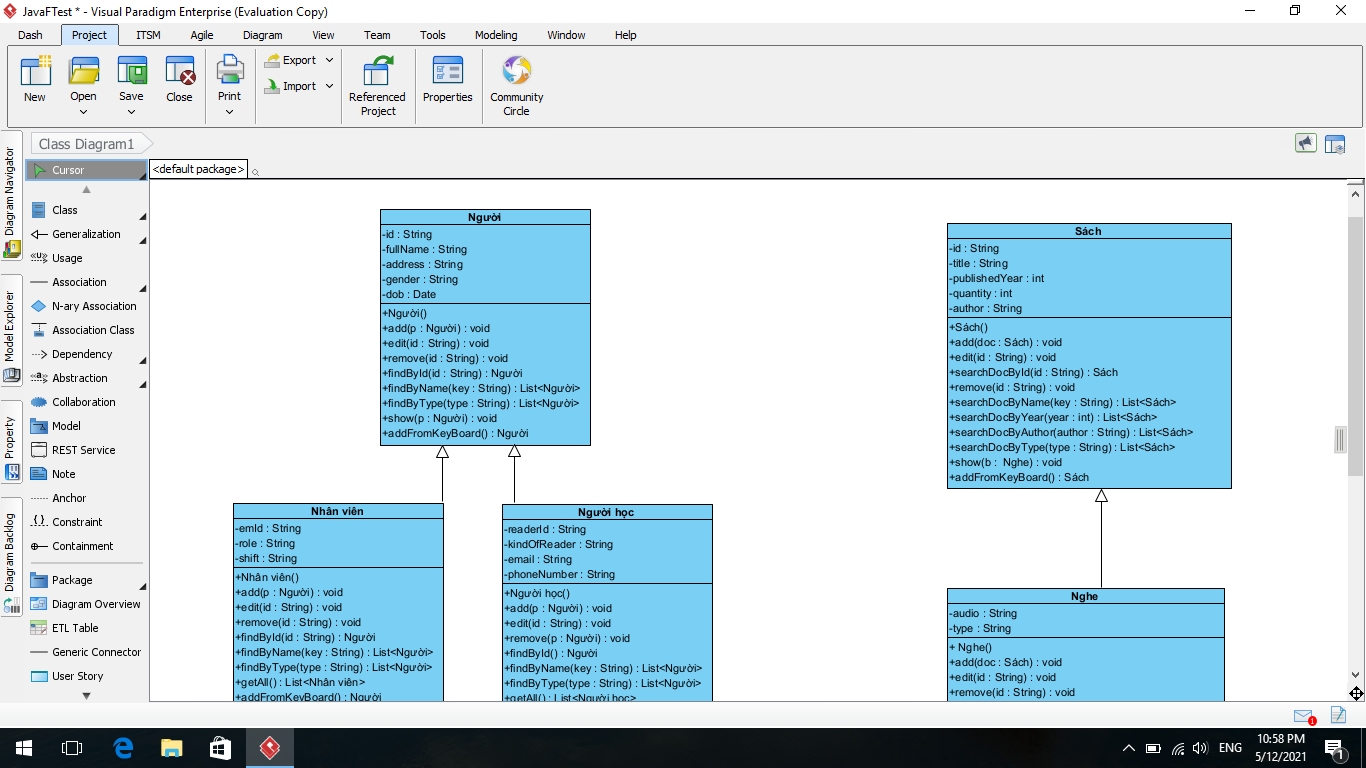 JavaFTest * - Visual Paradigm Enterprise (Evaluation Copy)
Dash Project ITSM Agile Diagram View Team Tools Modeling Window Help
New
Open
Save
Close
Print
Export
Import
Referenced
Project
Properties
Community
Circle
Class Diagram1
Diagram Navigator
Model Explorer
Property
Diagram Backlog
Cursor
Class
Generalization
«U»
Usage
Association
N-ary Association
Association Class
Dependency
«a»
Abstraction
Collaboration
Model
REST Service
Note
Anchor
Constraint
Containment
Package
Diagram Overview
ETL Table
Generic Connector
User Story
<default package>
Người
-id : String
-fullName : String
-address : String
-gender : String
-dob : Date
+Người()
+add(p : Người) : void
+edit(id : String) : void
+remove(id : String) : void
+findById(id : String) : Người
+findByName(key : String) : List<Người>
+findByType(type : String) : List<Người>
+show(p : Người) : void
+addFromKeyBoard() : Người
Sách
-id : String
-title : String
-publishedYear : int
-quantity : int
-author : String
+Sách()
+add(doc : Sách) : void
+edit(id : String) : void
+searchDocById(id : String) : Sách
+remove(id : String) : void
+searchDocByName(key : String) : List<Sách>
+searchDocByYear(year : int) : List<Sách>
+searchDocByAuthor(author : String) : List<Sách>
+searchDocByType(type : String) : List<Sách>
+show(b : Nghe) : void
+addFromKeyBoard() : Sách
Nhân viên
-emId : String
-role : String
-shift : String
+Nhân viên()
+add(p : Người) : void
+edit(id : String) : void
+remove(id : String) : void
+findById(id : String) : Người
+findByName(key : String) : List<Người>
+findByType(type : String) : List<Người>
+getAll() : List<Nhân viên>
+addFromKeyBoard() : Người
Người học
-readerId : String
-kindOfReader : String
-email : String
-phoneNumber : String
+Người học()
+add(p : Người) : void
+edit(id : String) : void
+remove(p : Người) : void
+findById() : Người
+findByName(key : String) : List<Người>
+findByType(type : String) : List<Người>
+getAll() : List<Người học>
Nghe
-audio : String
-type : String
+ Nghe()
+add(doc : Sách) : void
+edit(id : String) : void
+remove(id : String) : void
1
ENG
10:58 PM
5/12/2021
1